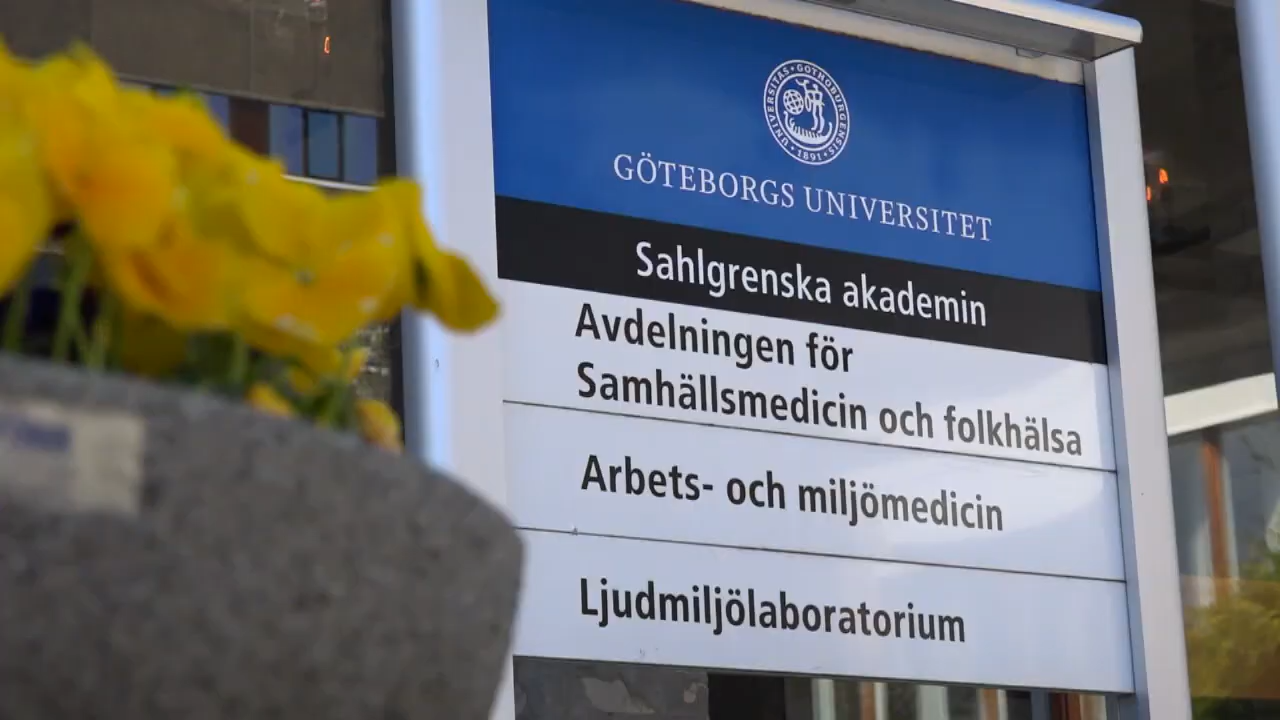 UNIVERSITAS • GOTHOBURGENSIS
• 1891 •
GÖTEBORGS UNIVERSITET
Sahlgrenska akademin
Avdelningen för
Samhällsmedicin och folkhälsa
Arbets- och miljömedicin
Ljudmiljölaboratorium